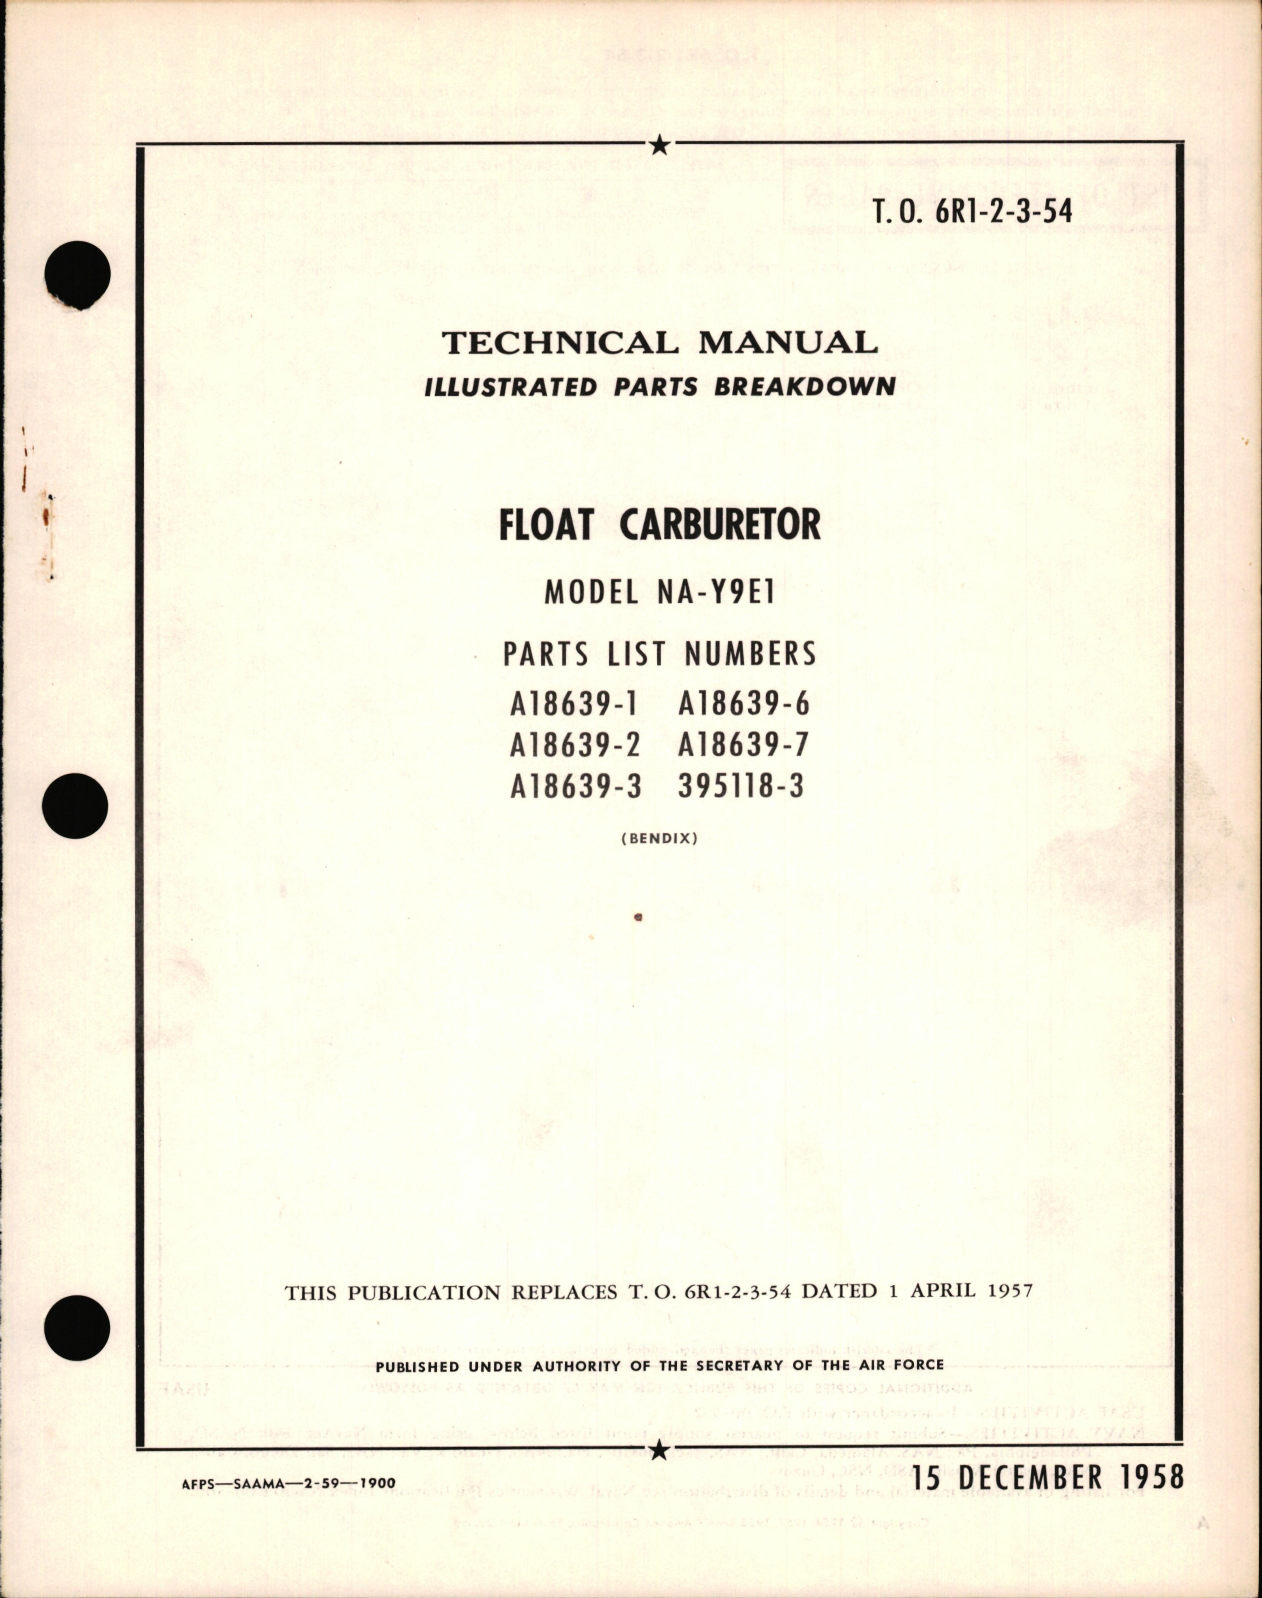 T. O. 6R1-2-3-54
TECHNICAL MANUAL
ILLUSTRATED PARTS BREAKDOWN
FLOAT CARBURETOR
MODEL NA-Y9E1
PARTS LIST NUMBERS
A18639-1 A18639-6
A18639-2 A18639-7
A18639-3 395118-3
(BENDIX)
THIS PUBLICATION REPLACES T. O. 6R1-2-3-54 DATED 1 APRIL 1957
PUBLISHED UNDER AUTHORITY OF THE SECRETARY OF THE AIR FORCE
AFPS—SAAMA—2-59—1900
15 DECEMBER 1958